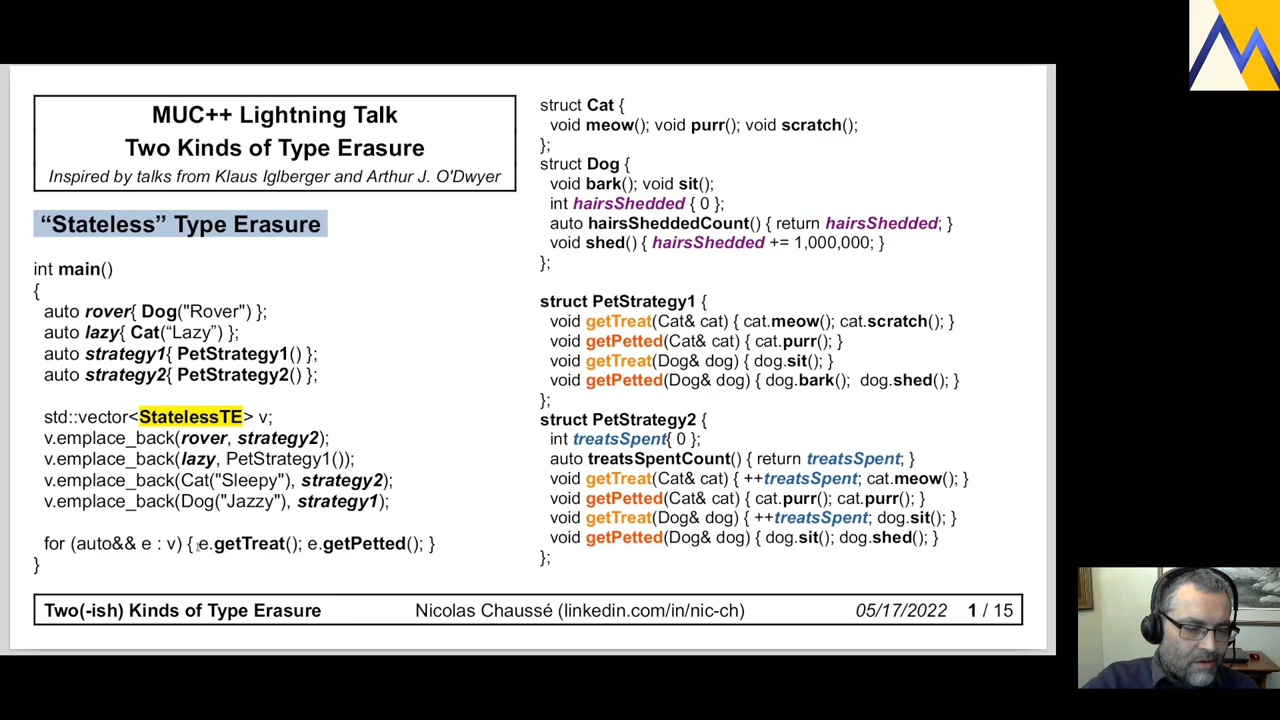 MUC++ Lightning Talk
Two Kinds of Type Erasure
Inspired by talks from Klaus Iglberger and Arthur J. O'Dwyer
“Stateless” Type Erasure
int main()
{
auto rover{ Dog("Rover") };
auto lazy{ Cat(“Lazy”) };
auto strategy1{ PetStrategy1() };
auto strategy2{ PetStrategy2() };
std::vector<StatelessTE> v;
v.emplace_back(rover, strategy2);
v.emplace_back(lazy, PetStrategy1());
v.emplace_back(Cat("Sleepy"), strategy2);
v.emplace_back(Dog("Jazzy"), strategy1);
for (auto&& e : v) { e.getTreat(); e.getPetted(); }
}
struct Cat {
void meow(); void purr(); void scratch();
};
struct Dog {
void bark(); void sit();
int hairsShedded { 0 };
auto hairsSheddedCount() { return hairsShedded; }
void shed() { hairsShedded += 1,000,000; }
};
struct PetStrategy1 {
void getTreat(Cat& cat) { cat.meow(); cat.scratch(); }
void getPetted(Cat& cat) { cat.purr(); }
void getTreat(Dog& dog) { dog.sit(); }
void getPetted(Dog& dog) { dog.bark(); dog.shed(); }
};
struct PetStrategy2 {
int treatsSpent{ 0 };
auto treatsSpentCount() { return treatsSpent; }
void getTreat(Cat& cat) { ++treatsSpent; cat.meow(); }
void getPetted(Cat& cat) { cat.purr(); cat.purr(); }
void getTreat(Dog& dog) { ++treatsSpent; dog.sit(); }
void getPetted(Dog& dog) { dog.sit(); dog.shed(); }
};
Two(-ish) Kinds of Type Erasure
Nicolas Chaussé (linkedin.com/in/nic-ch)
05/17/2022 1 / 15